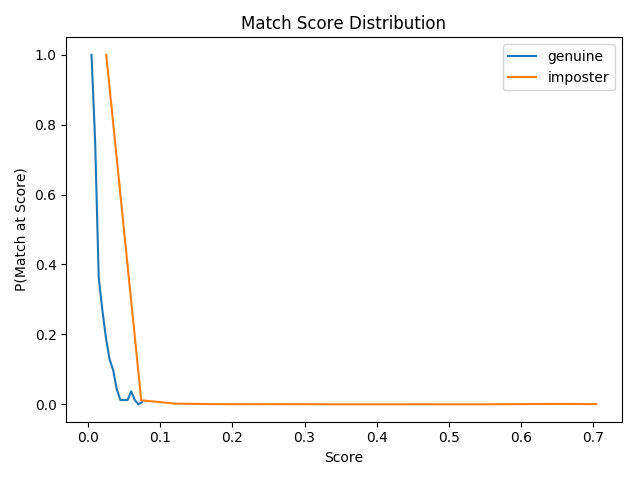 Match Score Distribution
genuine
imposter
P(Match at Score)
1.0
0.8
0.6
0.4
0.2
0.0
0.0 0.1 0.2 0.3 0.4 0.5 0.6 0.7
Score